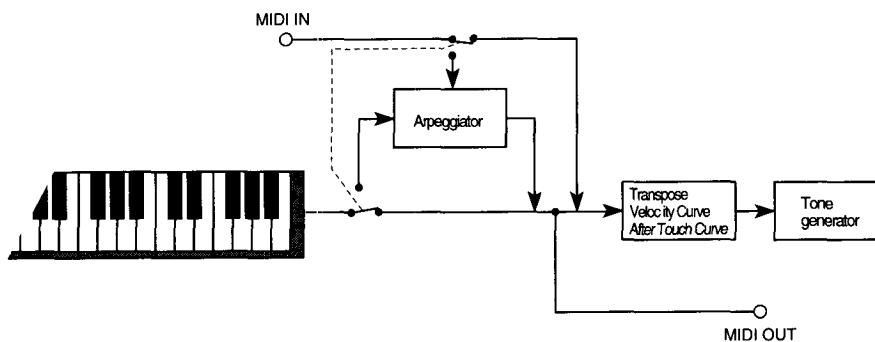 MIDI IN
Arpeggiator
Transpose
Velocity Curve
After Touch Curve
Tone
generator
MIDI OUT